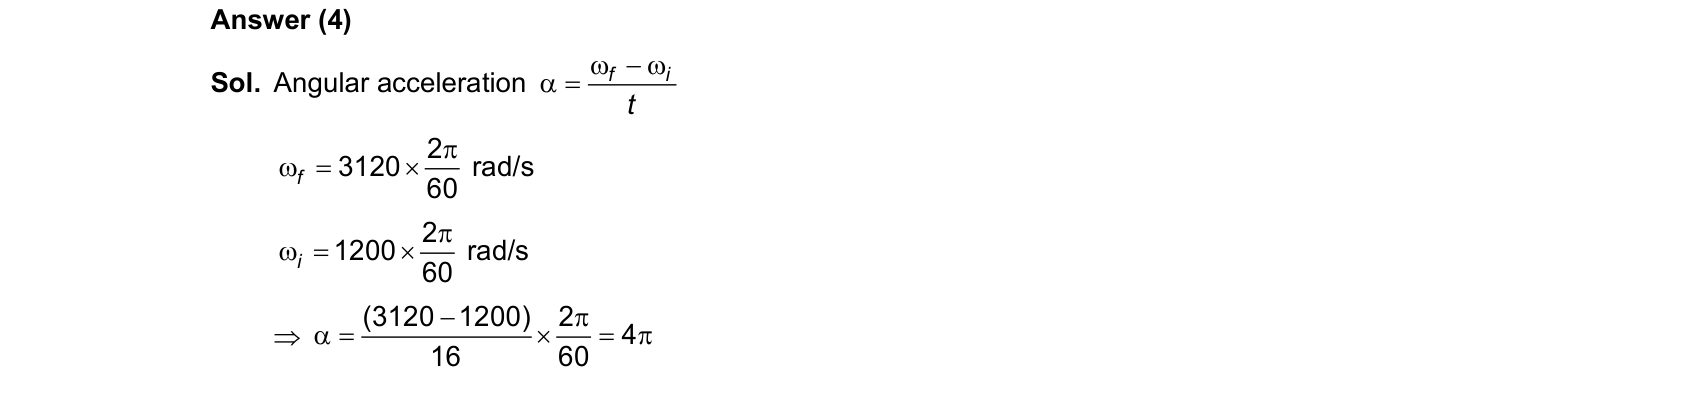 Answer (4)
Sol. Angular acceleration α = (ω_f − ω_i) / t
ω_f = 3120 × 2π/60 rad/s
ω_i = 1200 × 2π/60 rad/s
⇒ α = (3120 – 1200)/16 × 2π/60 = 4π